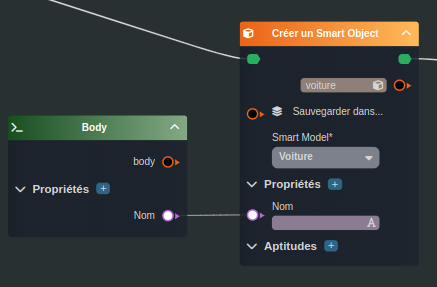 Créer un Smart Object
voiture
Sauvegarder dans...
Smart Model*
Voiture
Propriétés +
Nom
A
Aptitudes +
Body
body
Propriétés +
Nom